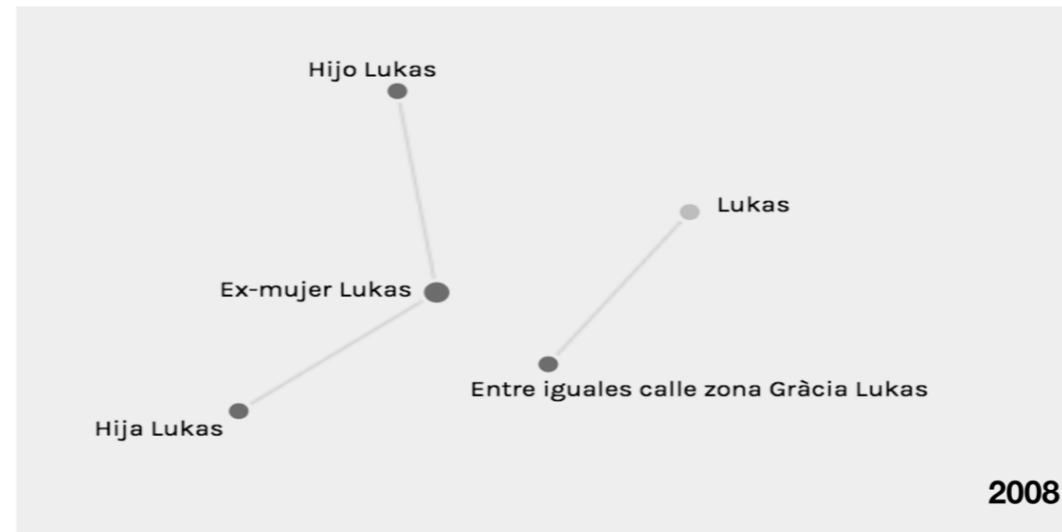 Hijo Lukas
Lukas
Ex-mujer Lukas
Entre iguales calle zona Gràcia Lukas
Hija Lukas
2008